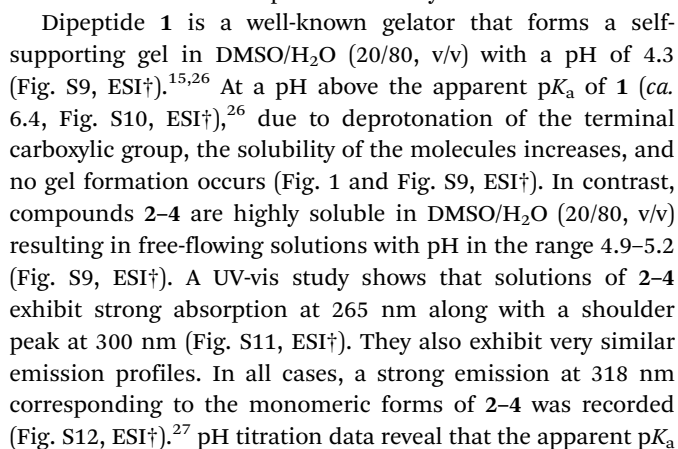 Dipeptide 1 is a well-known gelator that forms a self-
supporting gel in DMSO/H₂O (20/80, v/v) with a pH of 4.3
(Fig. S9, ESI†).¹⁵,²⁶ At a pH above the apparent pKₐ of 1 (ca.
6.4, Fig. S10, ESI†),²⁶ due to deprotonation of the terminal
carboxylic group, the solubility of the molecules increases, and
no gel formation occurs (Fig. 1 and Fig. S9, ESI†). In contrast,
compounds 2–4 are highly soluble in DMSO/H₂O (20/80, v/v)
resulting in free-flowing solutions with pH in the range 4.9–5.2
(Fig. S9, ESI†). A UV-vis study shows that solutions of 2–4
exhibit strong absorption at 265 nm along with a shoulder
peak at 300 nm (Fig. S11, ESI†). They also exhibit very similar
emission profiles. In all cases, a strong emission at 318 nm
corresponding to the monomeric forms of 2–4 was recorded
(Fig. S12, ESI†).²⁷ pH titration data reveal that the apparent pKₐ